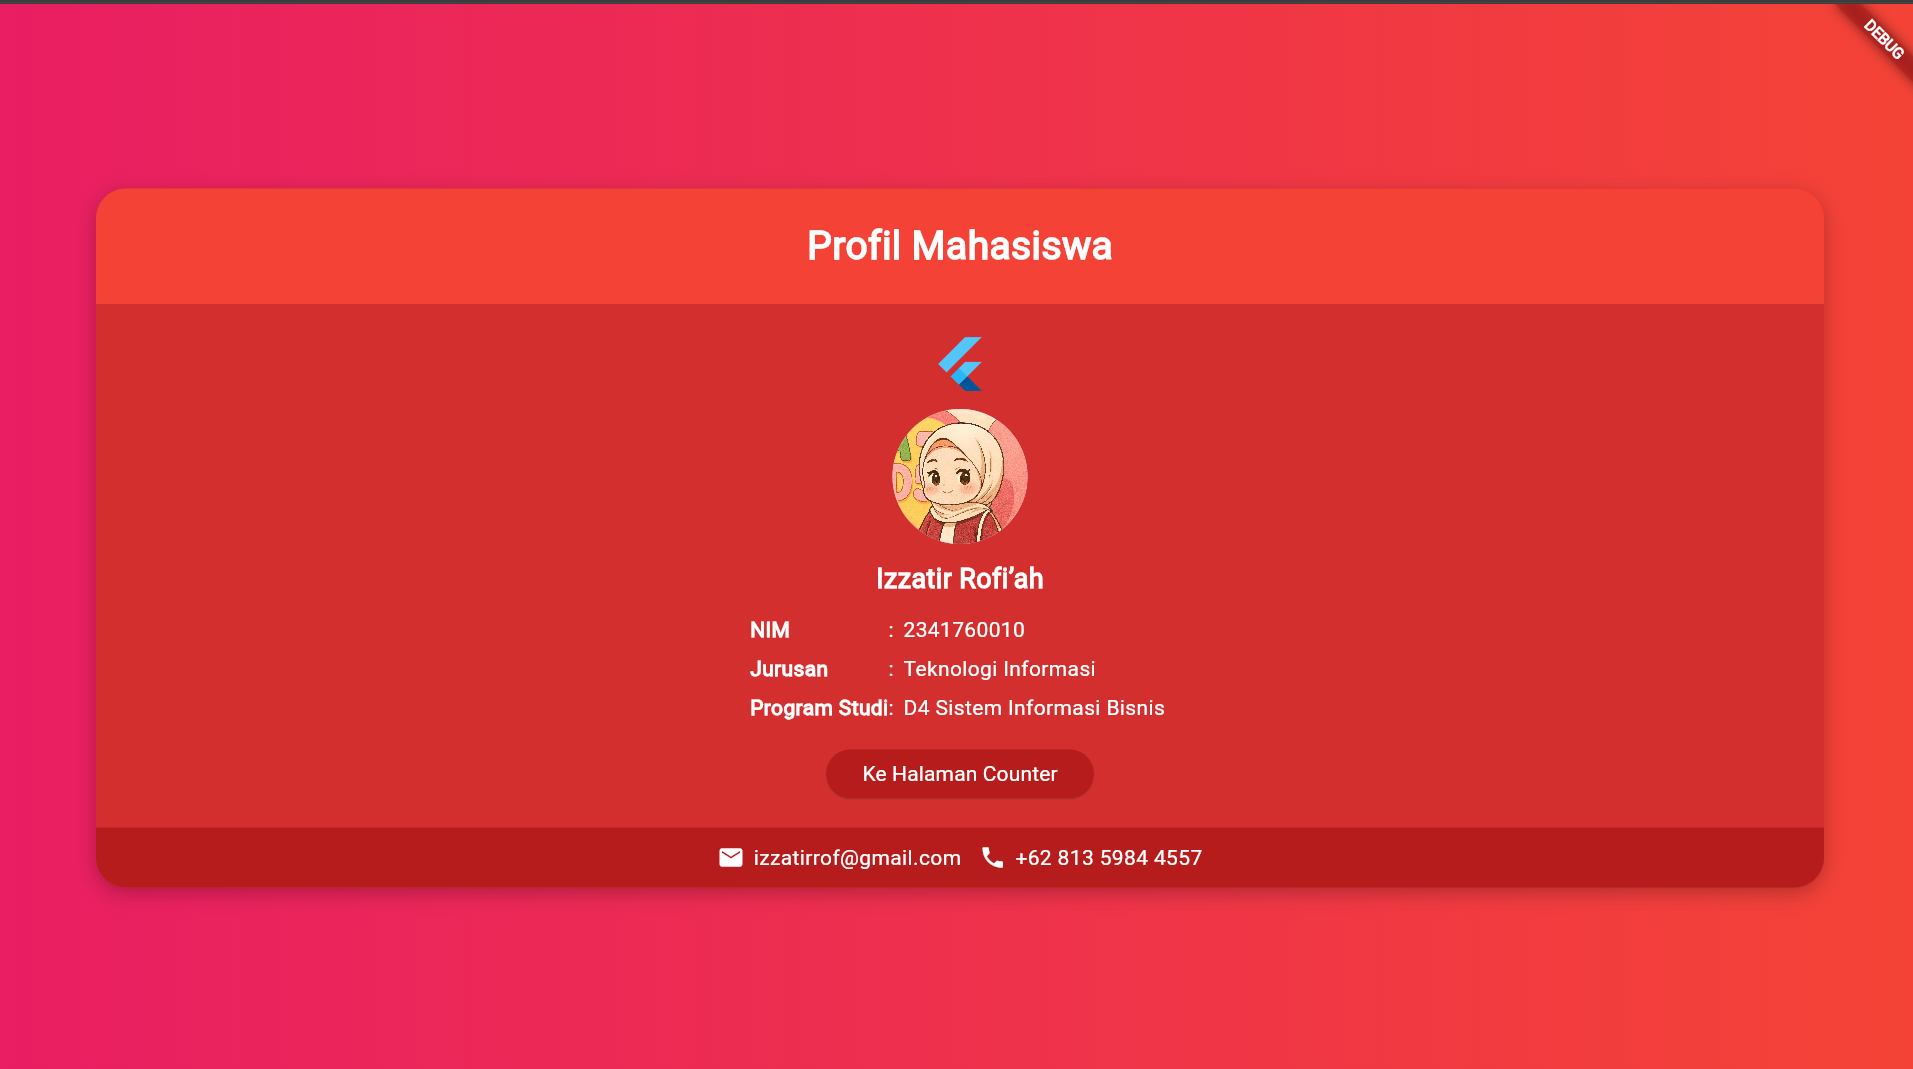 DEBUG
Profil Mahasiswa
Izzatir Rofi’ah
NIM : 2341760010
Jurusan : Teknologi Informasi
Program Studi: D4 Sistem Informasi Bisnis
Ke Halaman Counter
izzatirrof@gmail.com +62 813 5984 4557